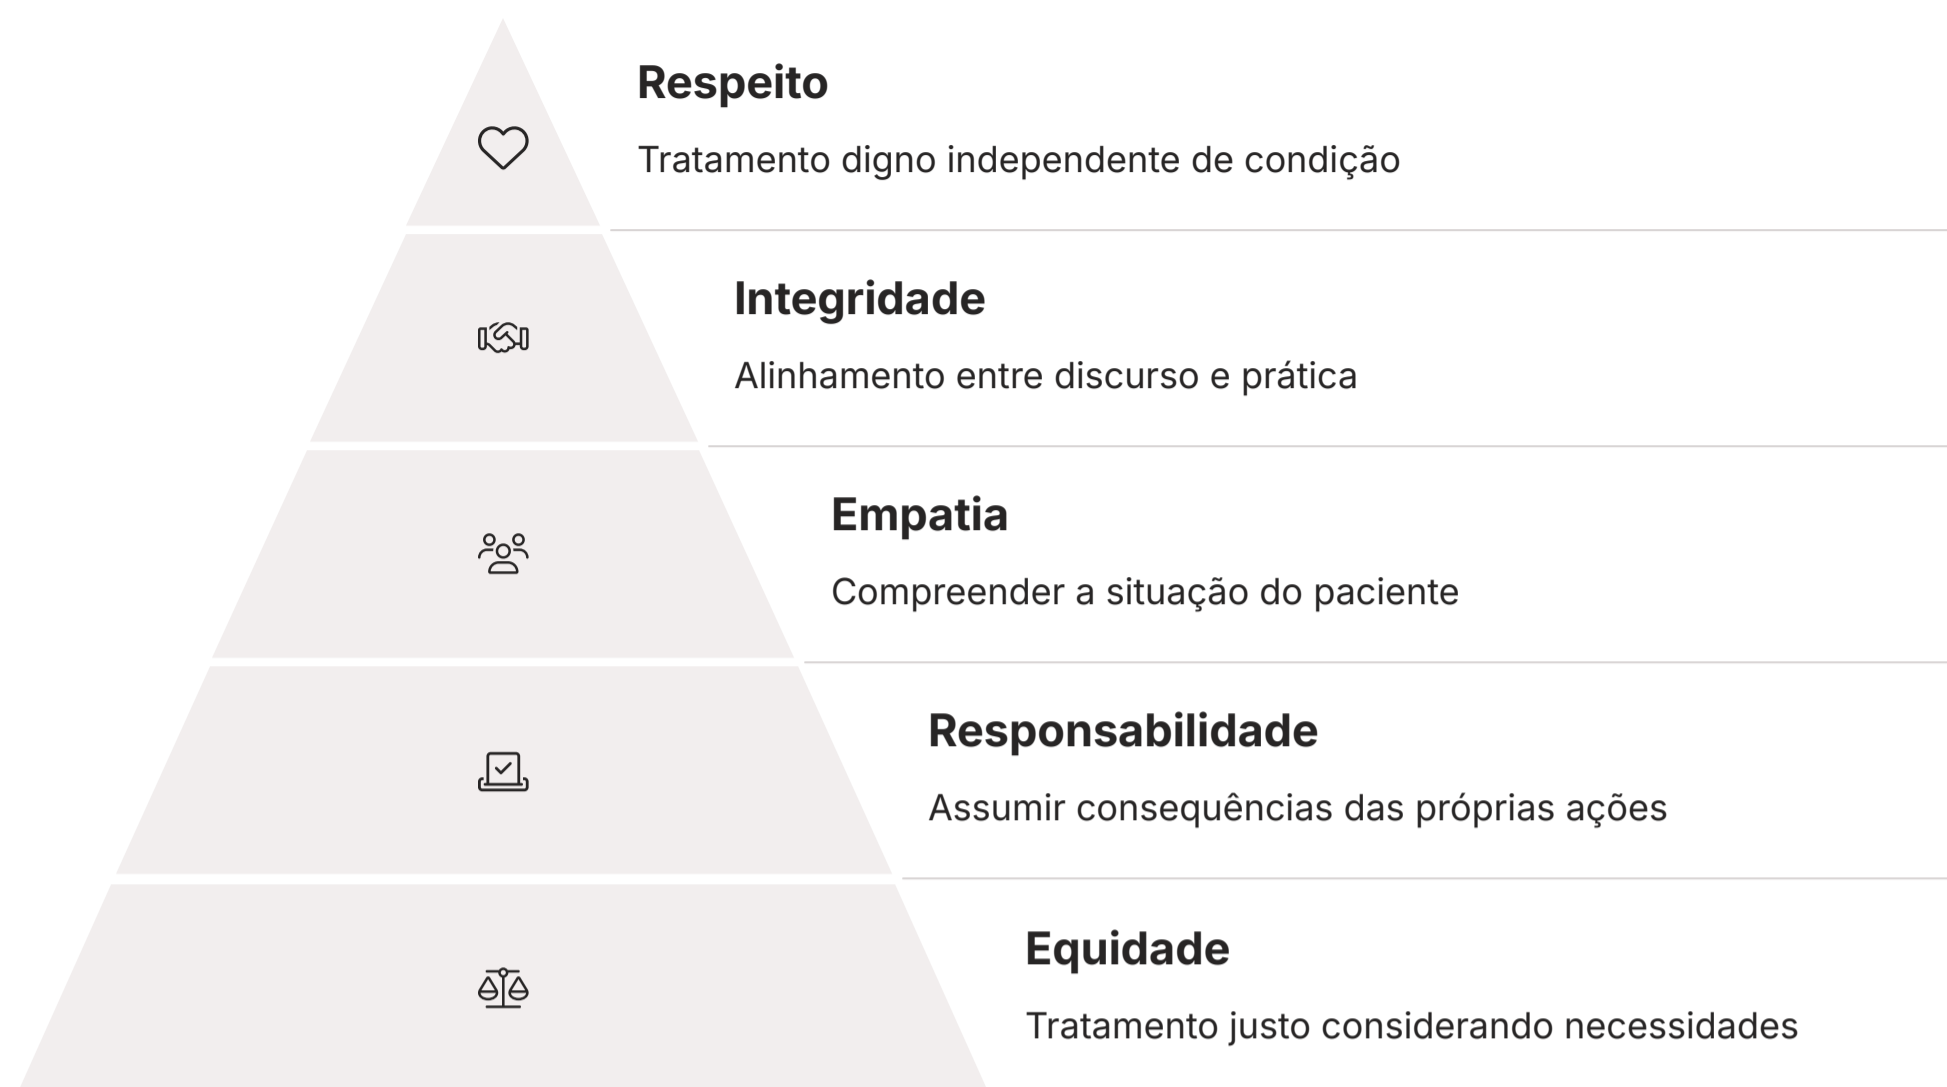 Respeito
Tratamento digno independente de condição
Integridade
Alinhamento entre discurso e prática
Empatia
Compreender a situação do paciente
Responsabilidade
Assumir consequências das próprias ações
Equidade
Tratamento justo considerando necessidades